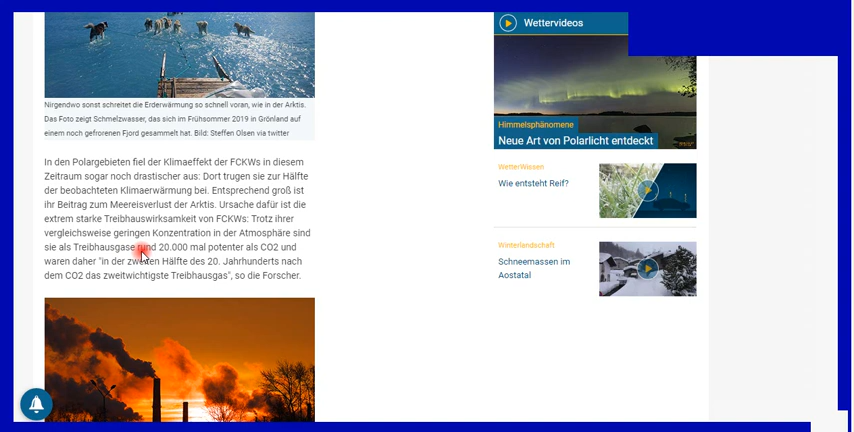 Nirgendwo sonst schreitet die Erderwärmung so schnell voran, wie in der Arktis.
Das Foto zeigt Schmelzwasser, das sich im Frühsommer 2019 in Grönland auf
einem noch gefrorenen Fjord gesammelt hat. Bild: Steffen Olsen via twitter
In den Polargebieten fiel der Klimaeffekt der FCKWs in diesem
Zeitraum sogar noch drastischer aus: Dort trugen sie zur Hälfte
der beobachteten Klimaerwärmung bei. Entsprechend groß ist
ihr Beitrag zum Meereisverlust der Arktis. Ursache dafür ist die
extrem starke Treibhauswirksamkeit von FCKWs: Trotz ihrer
vergleichsweise geringen Konzentration in der Atmosphäre sind
sie als Treibhausgase rund 20.000 mal potenter als CO2 und
waren daher "in der zweiten Hälfte des 20. Jahrhunderts nach
dem CO2 das zweitwichtigste Treibhausgas", so die Forscher.
Wettervideos
Himmelsphänomene
Neue Art von Polarlicht entdeckt
WetterWissen
Wie entsteht Reif?
Winterlandschaft
Schneemassen im
Aostatal